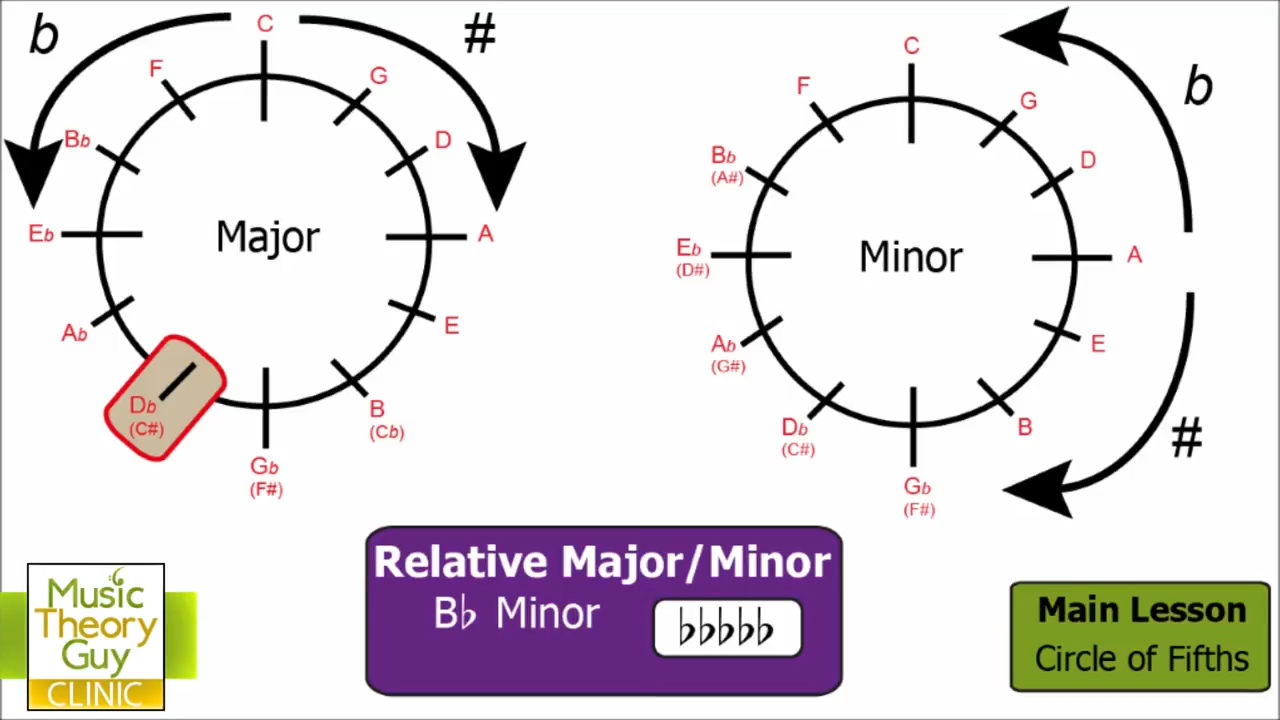 b
#
C
F
G
Bb
D
Eb
Major
A
Ab
E
Db
(C#)
B
(Cb)
Gb
(F#)
C
F
G
b
Bb
(A#)
D
Eb
(D#)
Minor
A
Ab
(G#)
E
Db
(C#)
B
#
Gb
(F#)
Relative Major/Minor
B♭ Minor
♭♭♭♭♭
Music
Theory
Guy
CLINIC
Main Lesson
Circle of Fifths